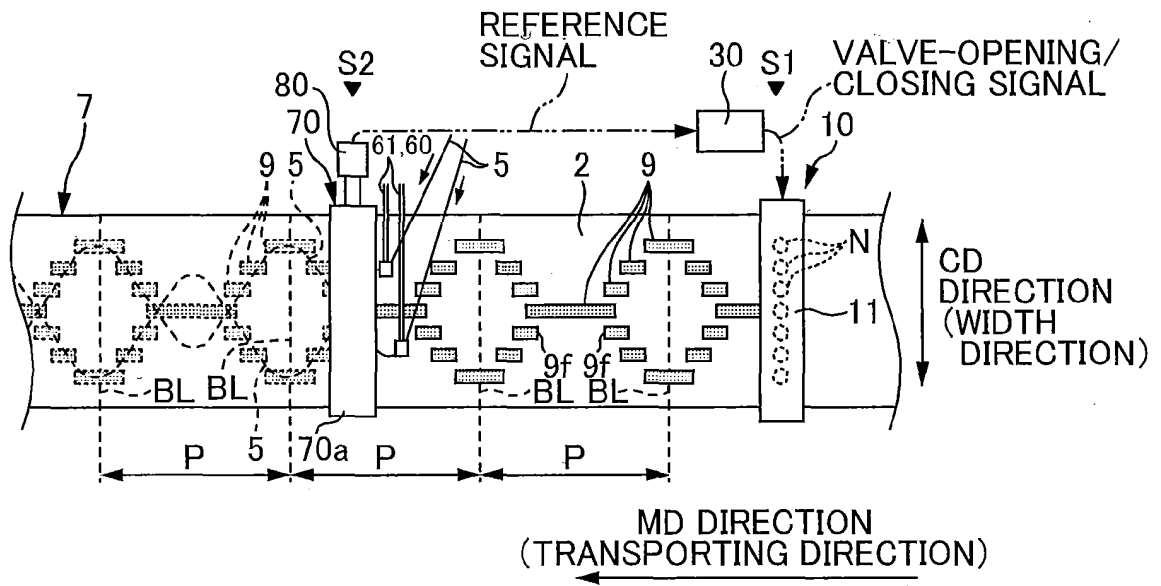 REFERENCE
SIGNAL
VALVE-OPENING/
CLOSING SIGNAL
S2
S1
80
30
7
70
61,60
5
10
9
5
2
9
N
CD
DIRECTION
(WIDTH
DIRECTION)
11
9f
9f
BL
BL
BL
BL
5
70a
P
P
P
MD DIRECTION
(TRANSPORTING DIRECTION)